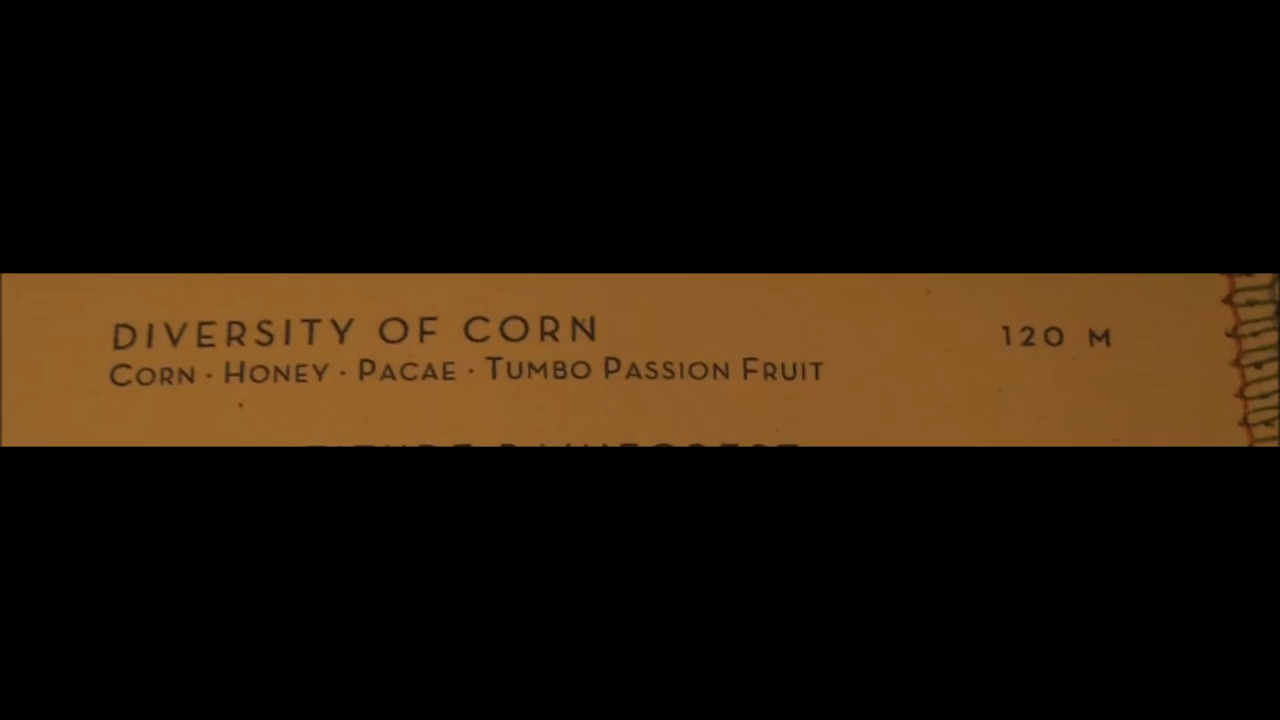 DIVERSITY OF CORN 120 M
CORN · HONEY · PACAE · TUMBO PASSION FRUIT